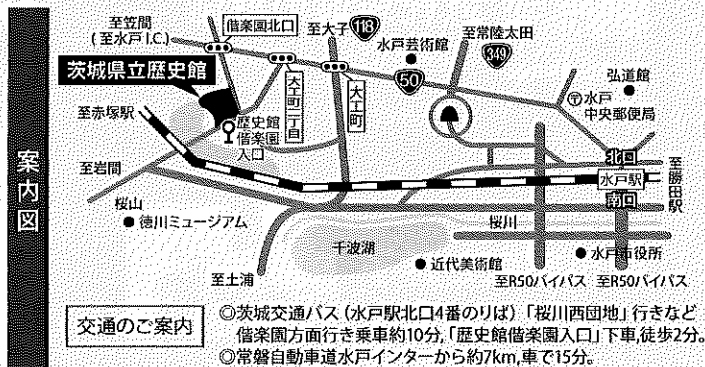 至笠間
(至水戸I.C.)
偕楽園北口
至大子
118
水戸芸術館
至常陸太田
349
50
弘道館
〒水戸
中央郵便局
茨城県立歴史館
大工町一丁目
大工町
至赤塚駅
歴史館
偕楽園
入口
案内図
至岩間
北口
水戸駅
南口
至勝田駅
桜山
徳川ミュージアム
桜川
千波湖
近代美術館
水戸市役所
至土浦
至R50バイパス
至R50バイパス
交通のご案内
◎茨城交通バス(水戸駅北口4番のりば)「桜川西団地」行きなど
偕楽園方面行き乗車約10分,「歴史館偕楽園入口」下車,徒歩2分。
◎常磐自動車道水戸インターから約7km,車で15分。